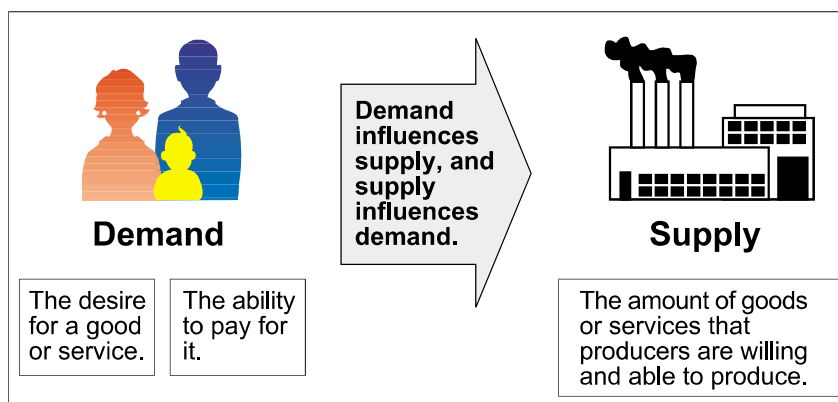 Demand
influences
supply, and
supply
influences
demand.
Demand
Supply
The desire
for a good
or service.
The ability
to pay for
it.
The amount of goods
or services that
producers are willing
and able to produce.